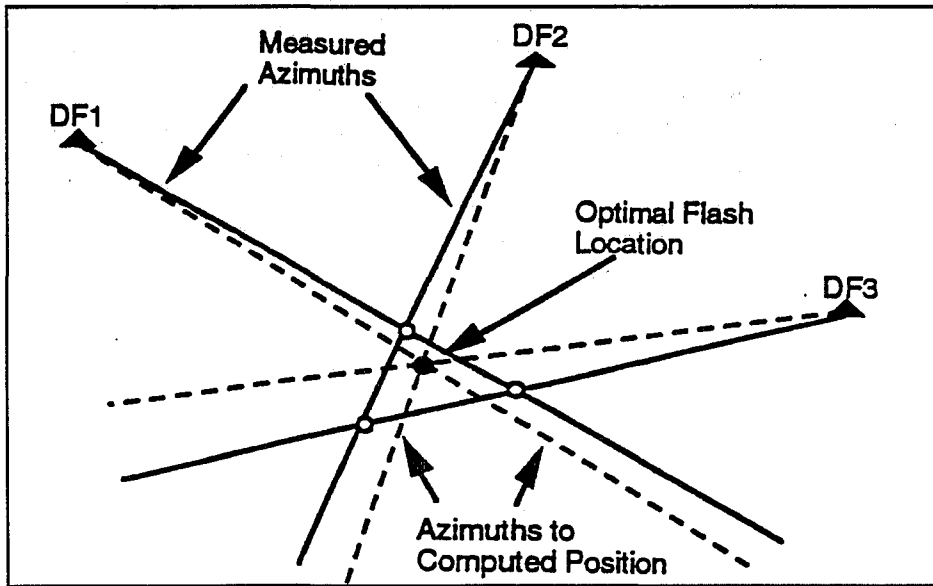 DF2
Measured
Azimuths
DF1
Optimal Flash
Location
DF3
Azimuths to
Computed Position